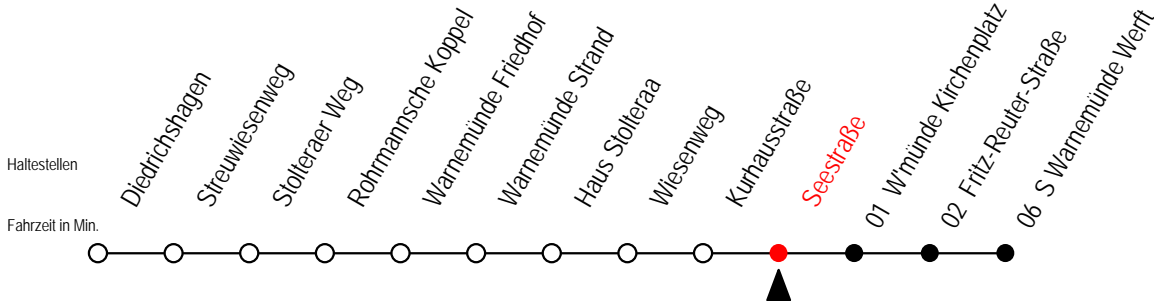 Haltestellen
Fahrzeit in Min.
Diedrichshagen
Streuwiesenweg
Stolteraer Weg
Rohrmannsche Koppel
Warnemünde Friedhof
Warnemünde Strand
Haus Stolteraa
Wiesenweg
Kurhausstraße
Seestraße
01 W'münde Kirchenplatz
02 Fritz-Reuter-Straße
06 S Warnemünde Werft